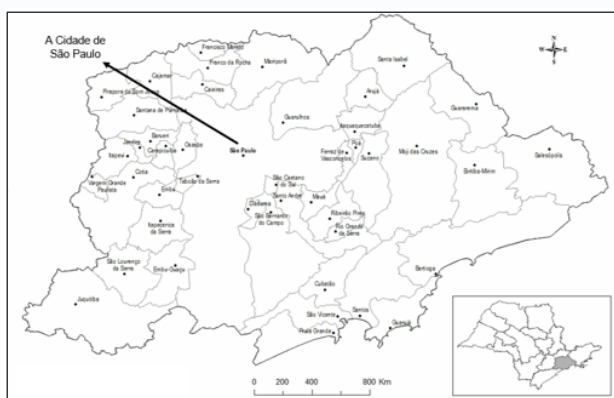 A Cidade de
São Paulo
Francisco Morato
Franco da Rocha
Mairiporã
Santa Isabel
Cajamar
Caieiras
Pirapora do Bom Jesus
Santana de Parnaíba
Arujá
Guararema
Guarulhos
Itaquaquecetuba
Barueri
Jandira
Carapicuíba
Osasco
São Paulo
Poá
Ferraz de
Vasconcelos
Suzano
Moji das Cruzes
Salesópolis
Itapevi
Biritiba-Mirim
Cotia
Vargem Grande
Paulista
Taboão da Serra
São Caetano
do Sul
Embu
Santo André
Mauá
Diadema
São Bernardo
do Campo
Ribeirão Pires
Rio Grande
da Serra
Itapecerica
da Serra
São Lourenço
da Serra
Embu-Guaçu
Bertioga
Cubatão
Juquitiba
São Vicente
Santos
Praia Grande
Guarujá
0 200 400 800 Km
N
W E
S